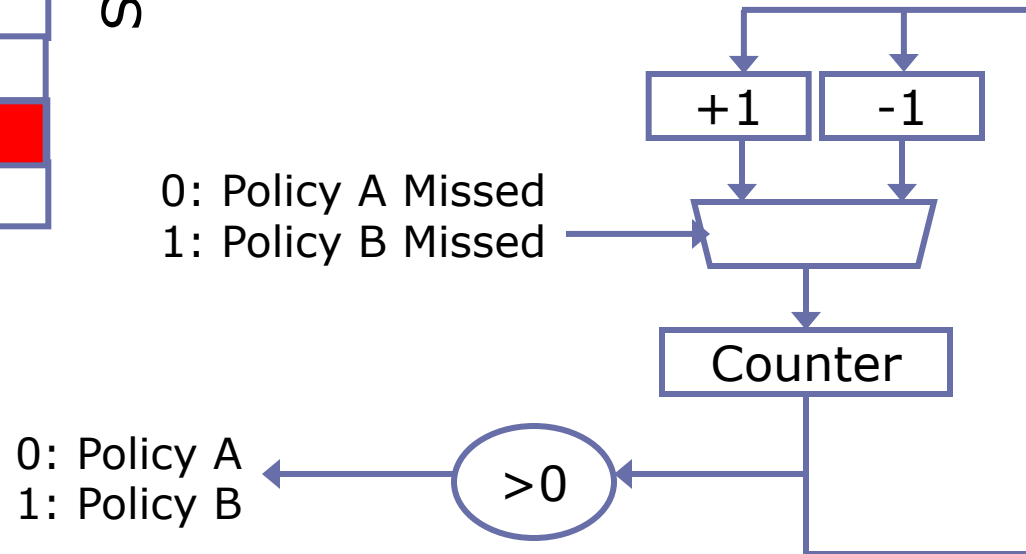 S
+1
-1
0: Policy A Missed
1: Policy B Missed
Counter
>0
0: Policy A
1: Policy B